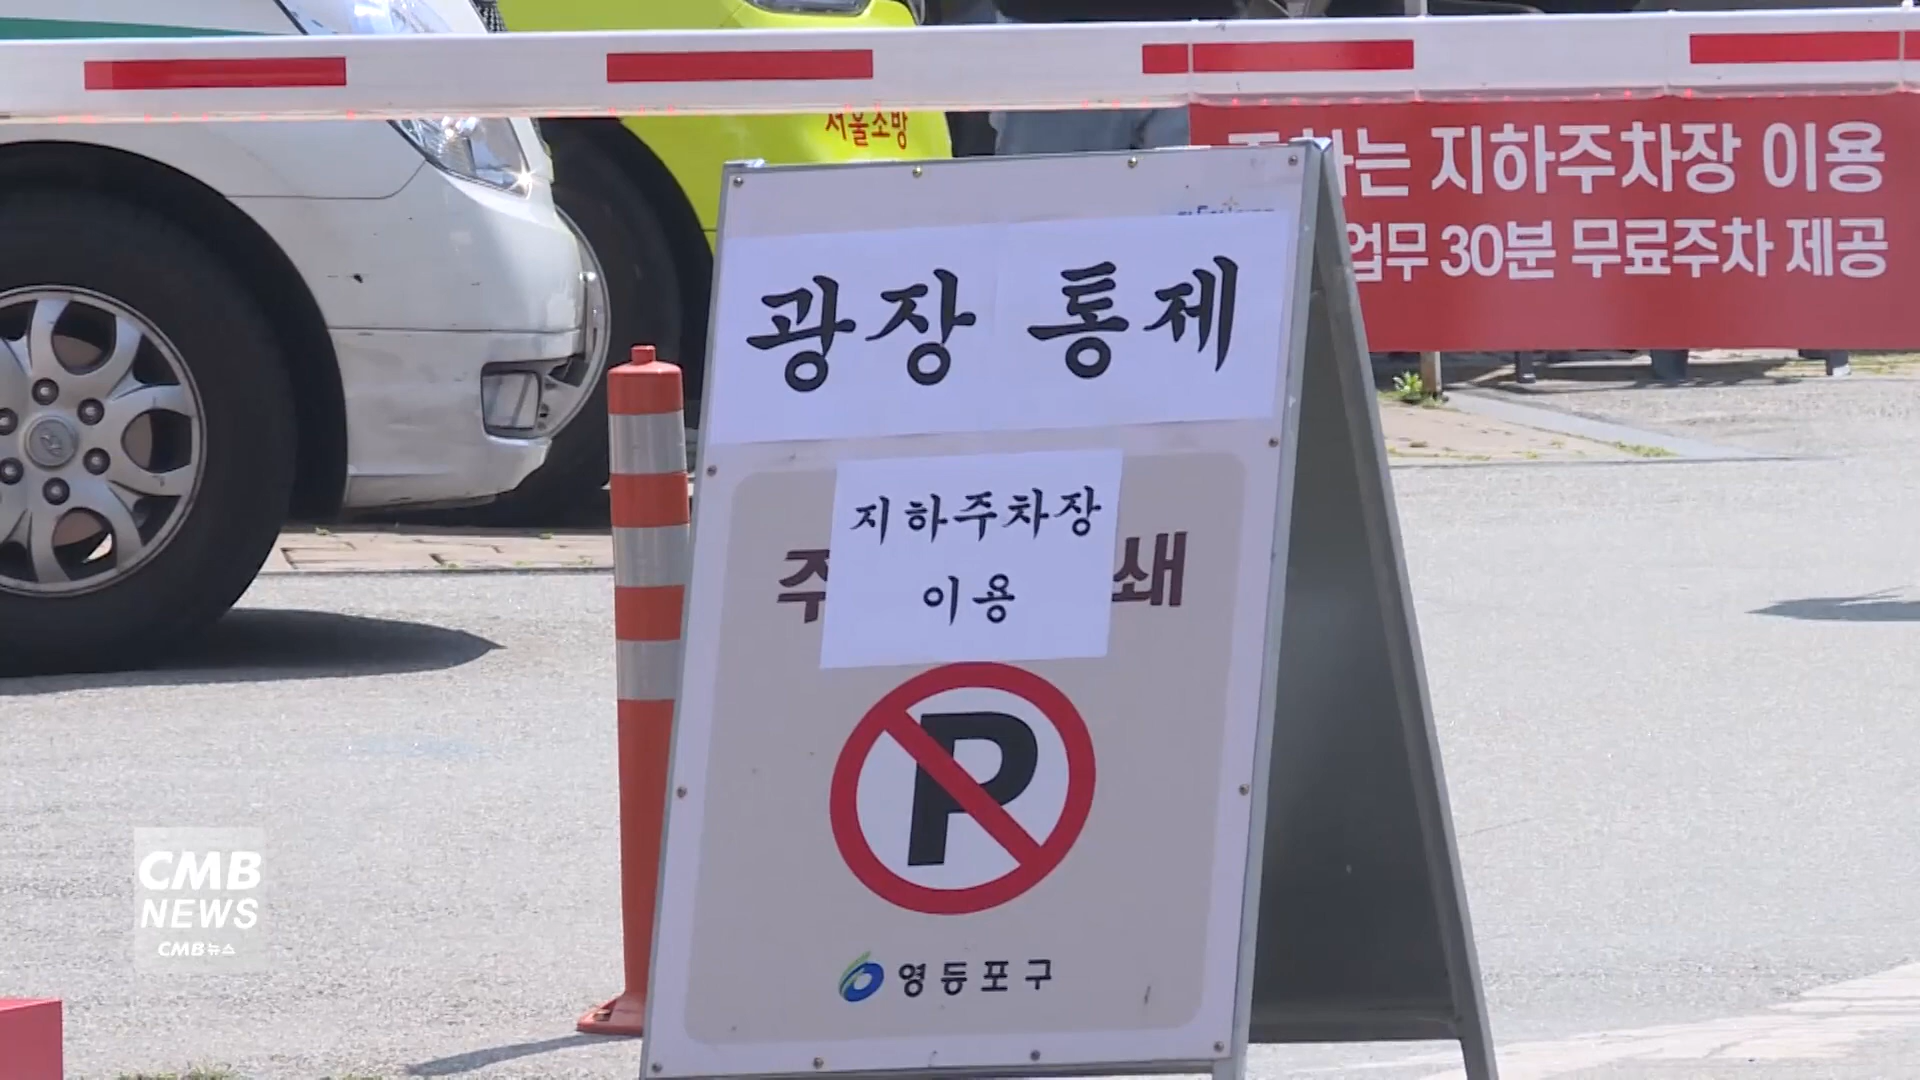 서울소방
는 지하주차장 이용
업무 30분 무료주차 제공
광장 통제
지하주차장
이용
주 쇄
P
영등포구
CMB
NEWS
CMB뉴스